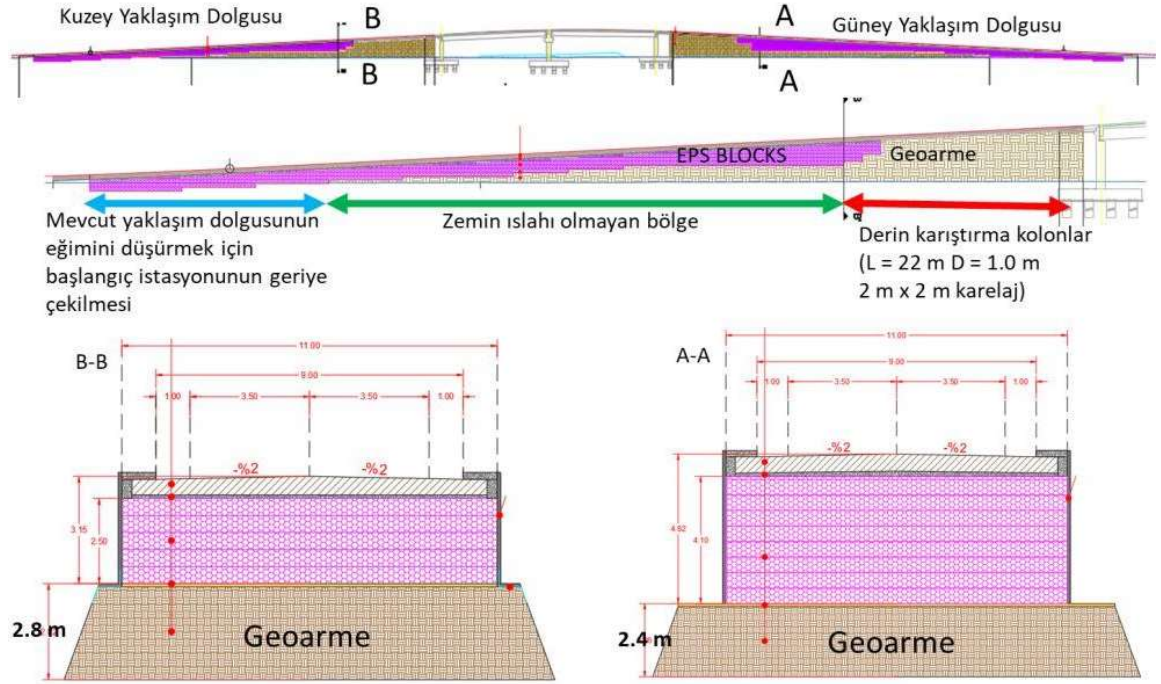 Kuzey Yaklaşım Dolgusu
B
A
Güney Yaklaşım Dolgusu
B
A
EPS BLOCKS
Geoarme
Mevcut yaklaşım dolgusunun
eğimini düşürmek için
başlangıç istasyonunun geriye
çekilmesi
Zemin ıslahı olmayan bölge
Derin karıştırma kolonlar
(L = 22 m D = 1.0 m
2 m x 2 m karelaj)
B-B
11.00
9.00
1.00
3.50
3.50
1.00
-%2
-%2
3.15
2.50
2.8 m
Geoarme
A-A
11.00
9.00
1.00
3.50
3.50
1.00
-%2
-%2
4.92
4.10
2.4 m
Geoarme